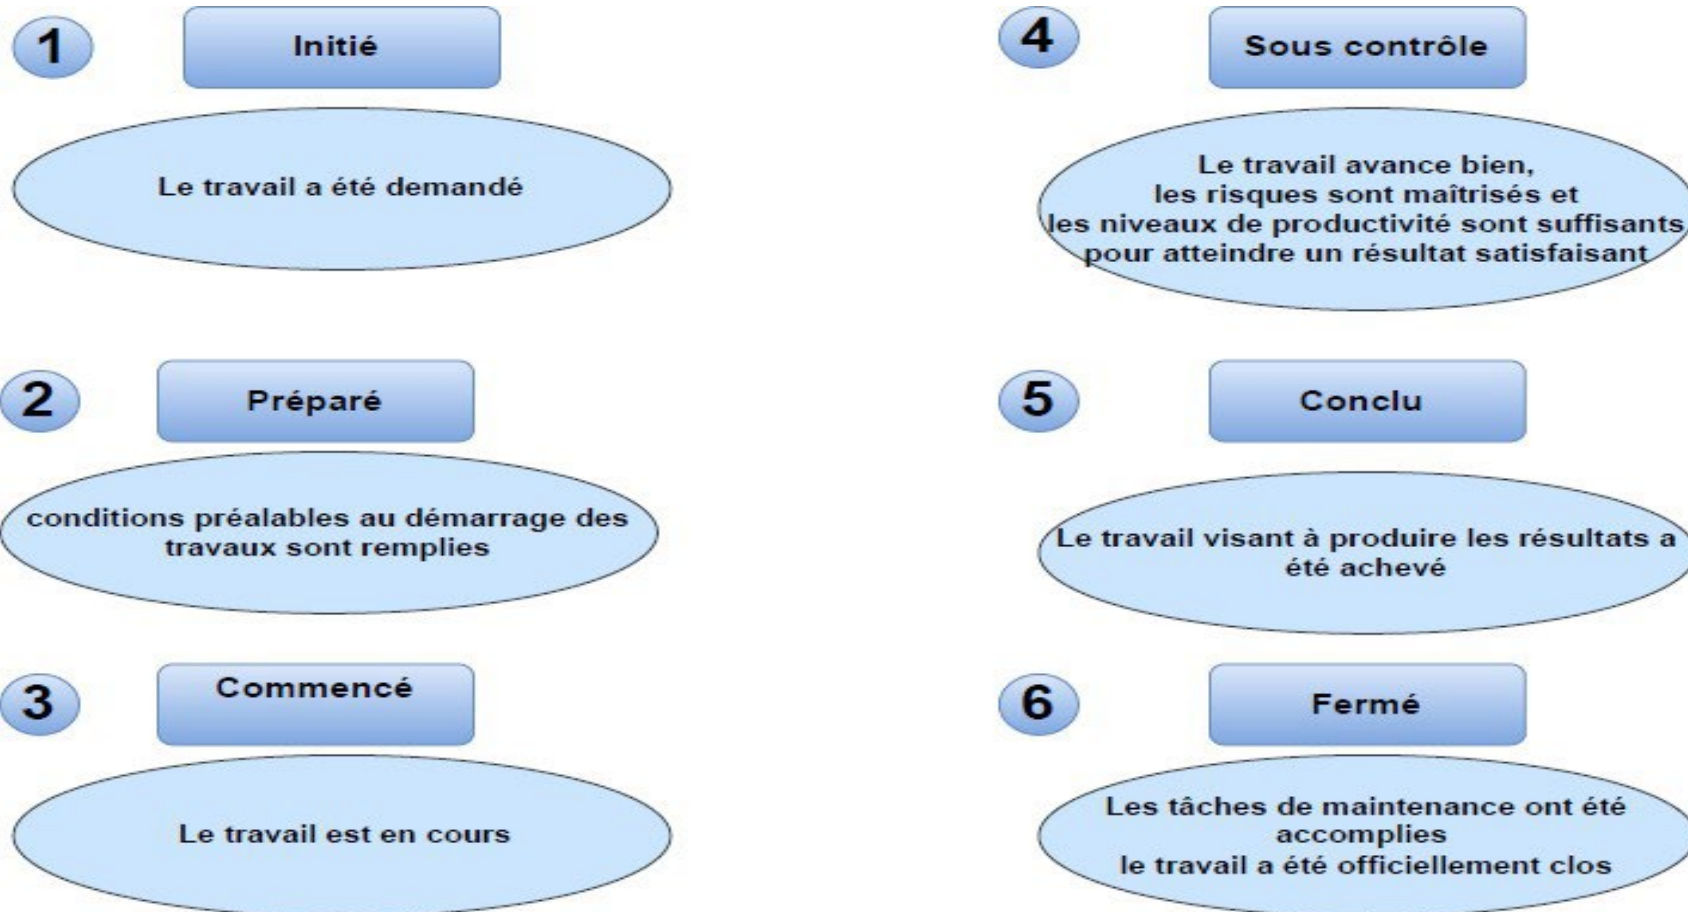 1
Initié
Le travail a été demandé
2
Préparé
conditions préalables au démarrage des
travaux sont remplies
3
Commencé
Le travail est en cours
4
Sous contrôle
Le travail avance bien,
les risques sont maîtrisés et
les niveaux de productivité sont suffisants
pour atteindre un résultat satisfaisant
5
Conclu
Le travail visant à produire les résultats a
été achevé
6
Fermé
Les tâches de maintenance ont été
accomplies
le travail a été officiellement clos